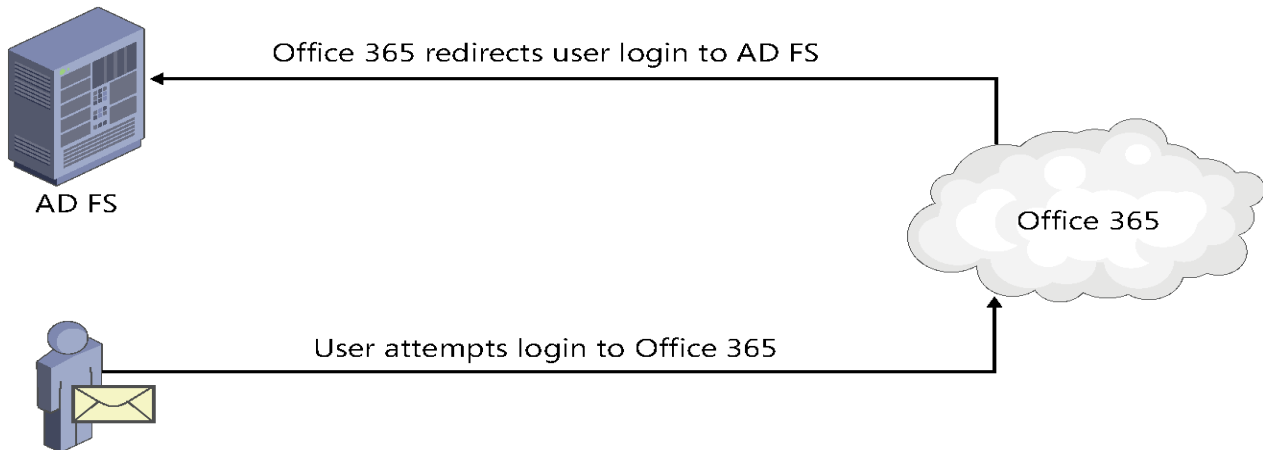 Office 365 redirects user login to AD FS
AD FS
Office 365
User attempts login to Office 365